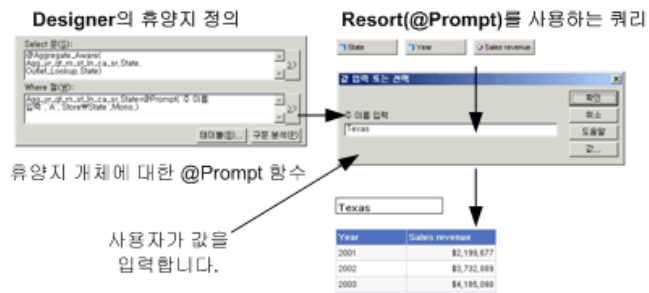 Designer의 휴양지 정의
Select 문(S):
@Aggregate_Aware(
Agg_yr_qt_rn_st_ln_ca_sr.State,
Outlet_Lookup.State)
Where 절(W):
Agg_yr_qt_rn_st_ln_ca_sr.State=@Prompt('주 이름
입력','A','Store₩State',Mono,)
>>
>>
테이블(B)...
구문 분석(P)
휴양지 개체에 대한 @Prompt 함수
사용자가 값을
입력합니다.
Resort(@Prompt)를 사용하는 쿼리
State
Year
Sales revenue
값 입력 또는 선택
주 이름 입력
Texas
확인
취소
도움말
값...
Texas
Year Sales revenue
2001 $2,199,677
2002 $3,732,889
2003 $4,185,098